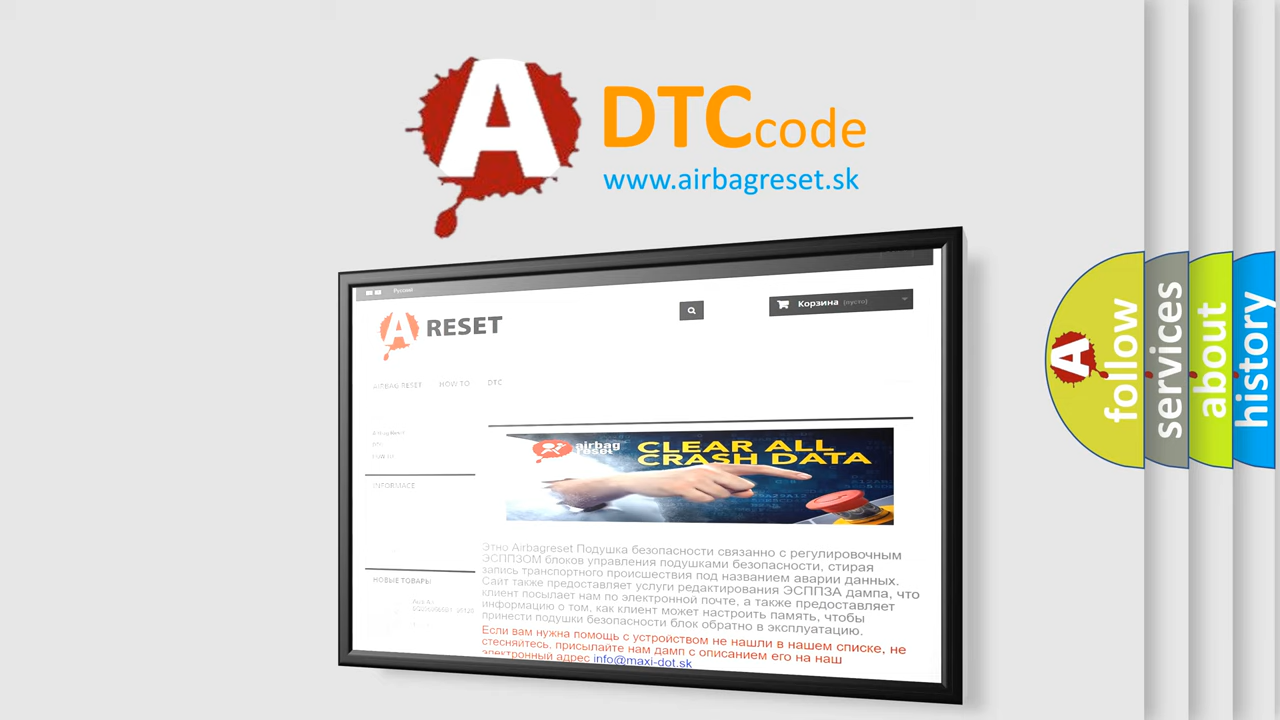 A DTC code
www.airbagreset.sk
Русский
Корзина (пусто)
A RESET
AIRBAG RESET HOW TO DTC
INFORMACE
НОВЫЕ ТОВАРЫ
airbag
reset
CLEAR ALL
CRASH DATA
Этно Airbagreset Подушка безопасности связанно с регулировочным
ЭСППЗОМ блоков управления подушками безопасности, стирая
запись транспортного происшествия под названием аварии данных.
Сайт также предоставляет услуги редактирования ЭСППЗА дампа, что
клиент посылает нам по электронной почте, а также предоставляет
информацию о том, как клиент может настроить память, чтобы
принести подушки безопасности блок обратно в эксплуатацию.
Если вам нужна помощь с устройством не нашли в нашем списке, не
стесняйтесь, присылайте нам дамп с описанием его на наш
электронный адрес info@maxi-dot.sk
A follow
services
about
history